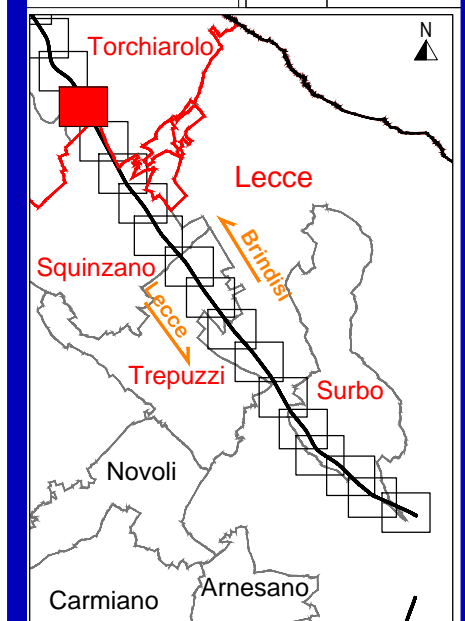 N
Torchiarolo
Lecce
Brindisi
Squinzano
Lecce
Trepuzzi
Surbo
Novoli
Arnesano
Carmiano